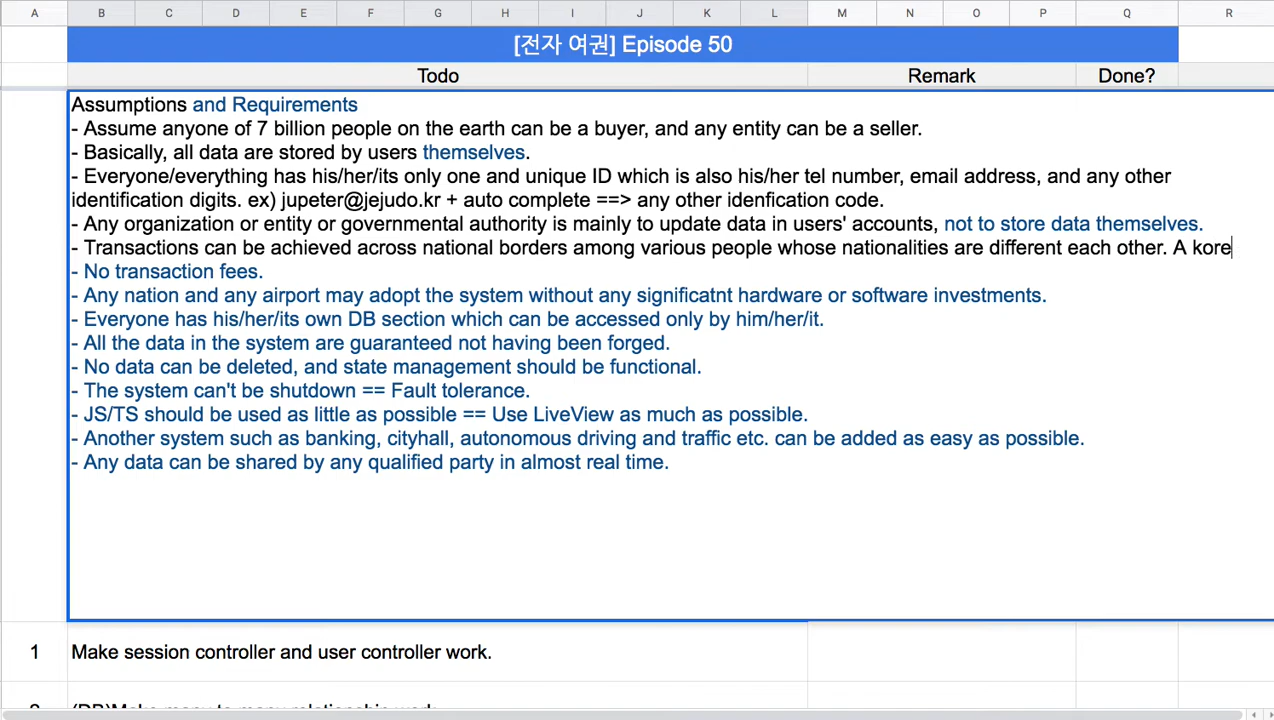 A B C D E F G H I J K L M N O P Q R
[전자 여권] Episode 50
Todo Remark Done?
Assumptions and Requirements
- Assume anyone of 7 billion people on the earth can be a buyer, and any entity can be a seller.
- Basically, all data are stored by users themselves.
- Everyone/everything has his/her/its only one and unique ID which is also his/her tel number, email address, and any other
identification digits. ex) jupeter@jejudo.kr + auto complete ==> any other idenfication code.
- Any organization or entity or governmental authority is mainly to update data in users' accounts, not to store data themselves.
- Transactions can be achieved across national borders among various people whose nationalities are different each other. A kore
- No transaction fees.
- Any nation and any airport may adopt the system without any significatnt hardware or software investments.
- Everyone has his/her/its own DB section which can be accessed only by him/her/it.
- All the data in the system are guaranteed not having been forged.
- No data can be deleted, and state management should be functional.
- The system can't be shutdown == Fault tolerance.
- JS/TS should be used as little as possible == Use LiveView as much as possible.
- Another system such as banking, cityhall, autonomous driving and traffic etc. can be added as easy as possible.
- Any data can be shared by any qualified party in almost real time.
1 Make session controller and user controller work.
2 (DB)Make many to many relationship work